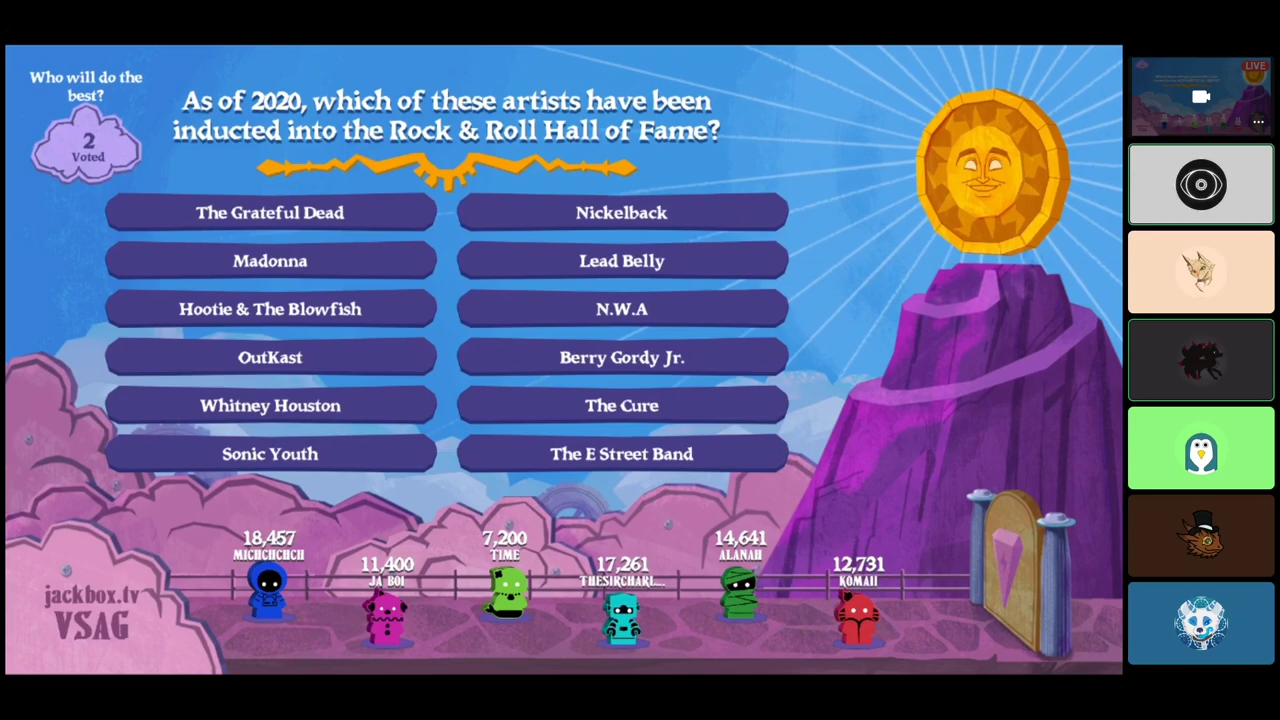 Who will do the
best?
2
Voted
As of 2020, which of these artists have been
inducted into the Rock & Roll Hall of Fame?
The Grateful Dead
Nickelback
Madonna
Lead Belly
Hootie & The Blowfish
N.W.A
OutKast
Berry Gordy Jr.
Whitney Houston
The Cure
Sonic Youth
The E Street Band
18,457
MICHCHCHCH
11,400
JA BOI
7,200
TIME
17,261
THESIRCHARL...
14,641
ALANAH
12,731
KOMAII
jackbox.tv
VSAG
LIVE